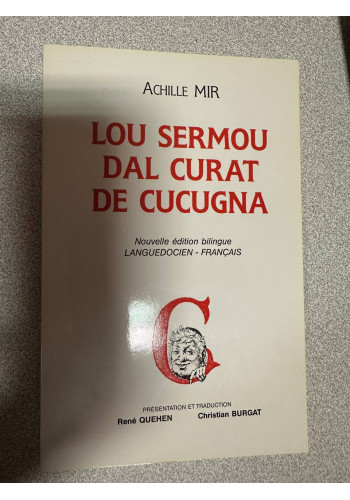 ACHILLE MIR
LOU SERMOU
DAL CURAT
DE CUCUGNA
Nouvelle édition bilingue
LANGUEDOCIEN - FRANÇAIS
C
PRÉSENTATION ET TRADUCTION
René QUEHEN Christian BURGAT